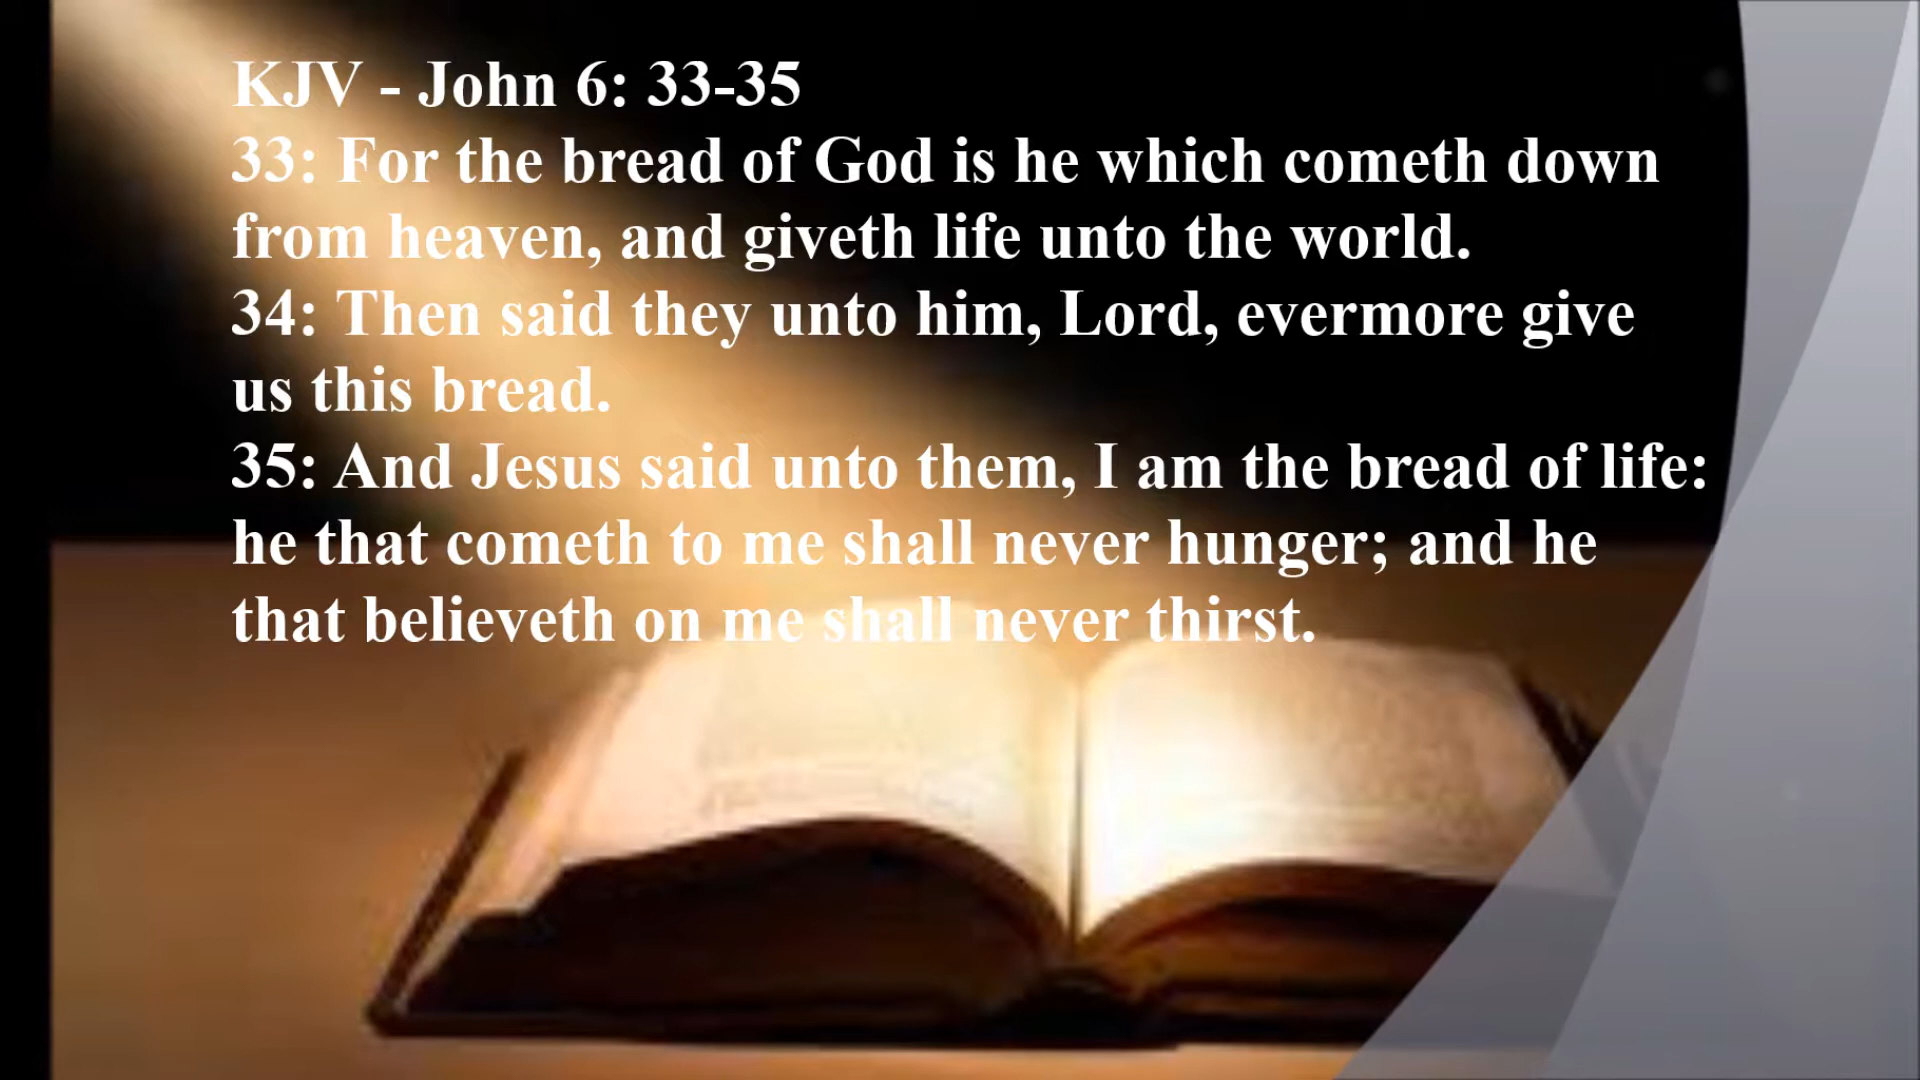 KJV - John 6: 33-35
33: For the bread of God is he which cometh down
from heaven, and giveth life unto the world.
34: Then said they unto him, Lord, evermore give
us this bread.
35: And Jesus said unto them, I am the bread of life:
he that cometh to me shall never hunger; and he
that believeth on me shall never thirst.